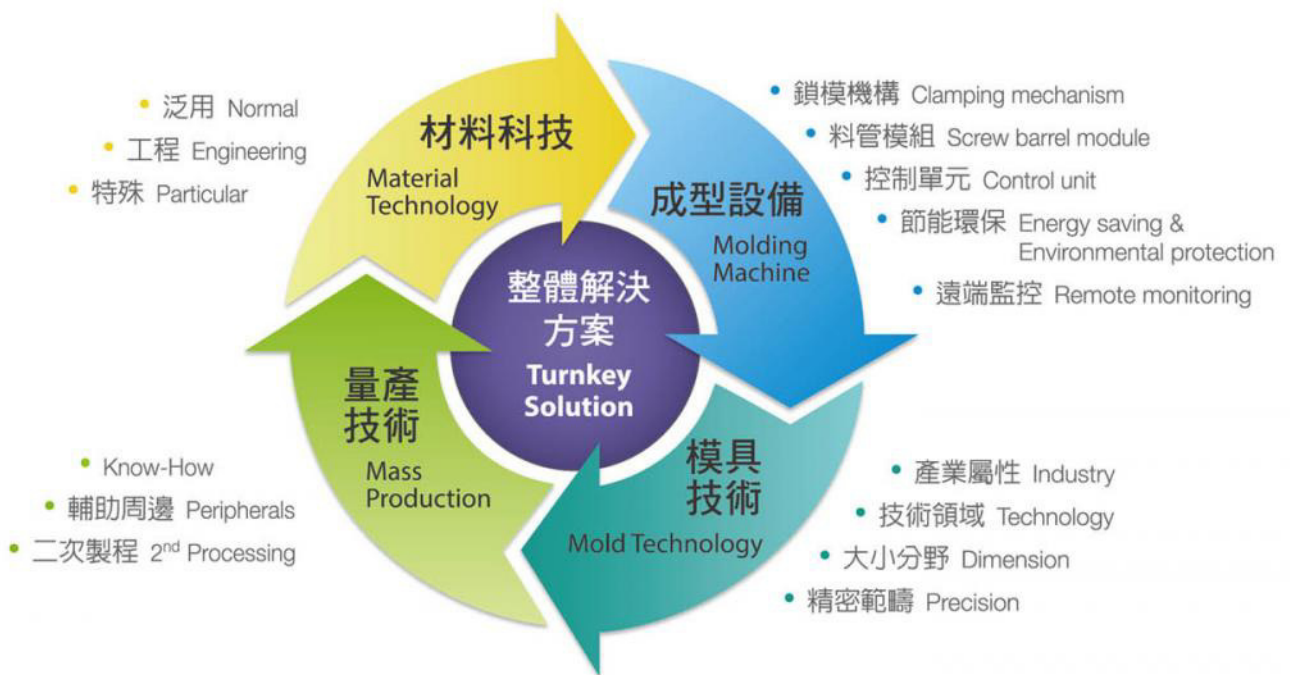 泛用 Normal
工程 Engineering
特殊 Particular
材料科技
Material
Technology
鎖模機構 Clamping mechanism
料管模組 Screw barrel module
控制單元 Control unit
節能環保 Energy saving &
Environmental protection
遠端監控 Remote monitoring
成型設備
Molding
Machine
整體解決
方案
Turnkey
Solution
模具
技術
Mold Technology
產業屬性 Industry
技術領域 Technology
大小分野 Dimension
精密範疇 Precision
量產
技術
Mass
Production
Know-How
輔助周邊 Peripherals
二次製程 2nd Processing